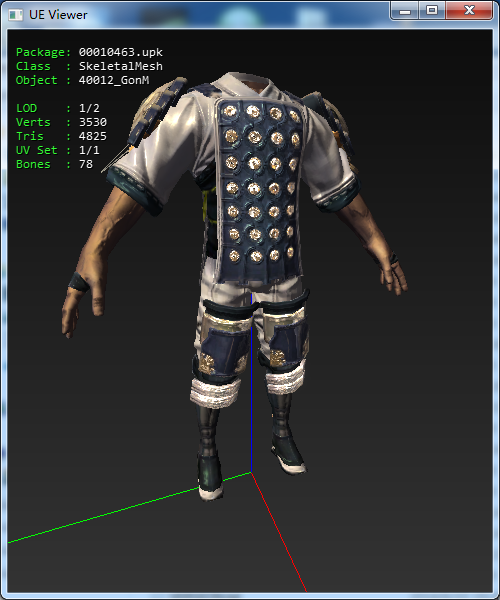 UE Viewer
Package: 00010463.upk
Class : SkeletalMesh
Object : 40012_GonM
LOD : 1/2
Verts : 3530
Tris : 4825
UV Set : 1/1
Bones : 78